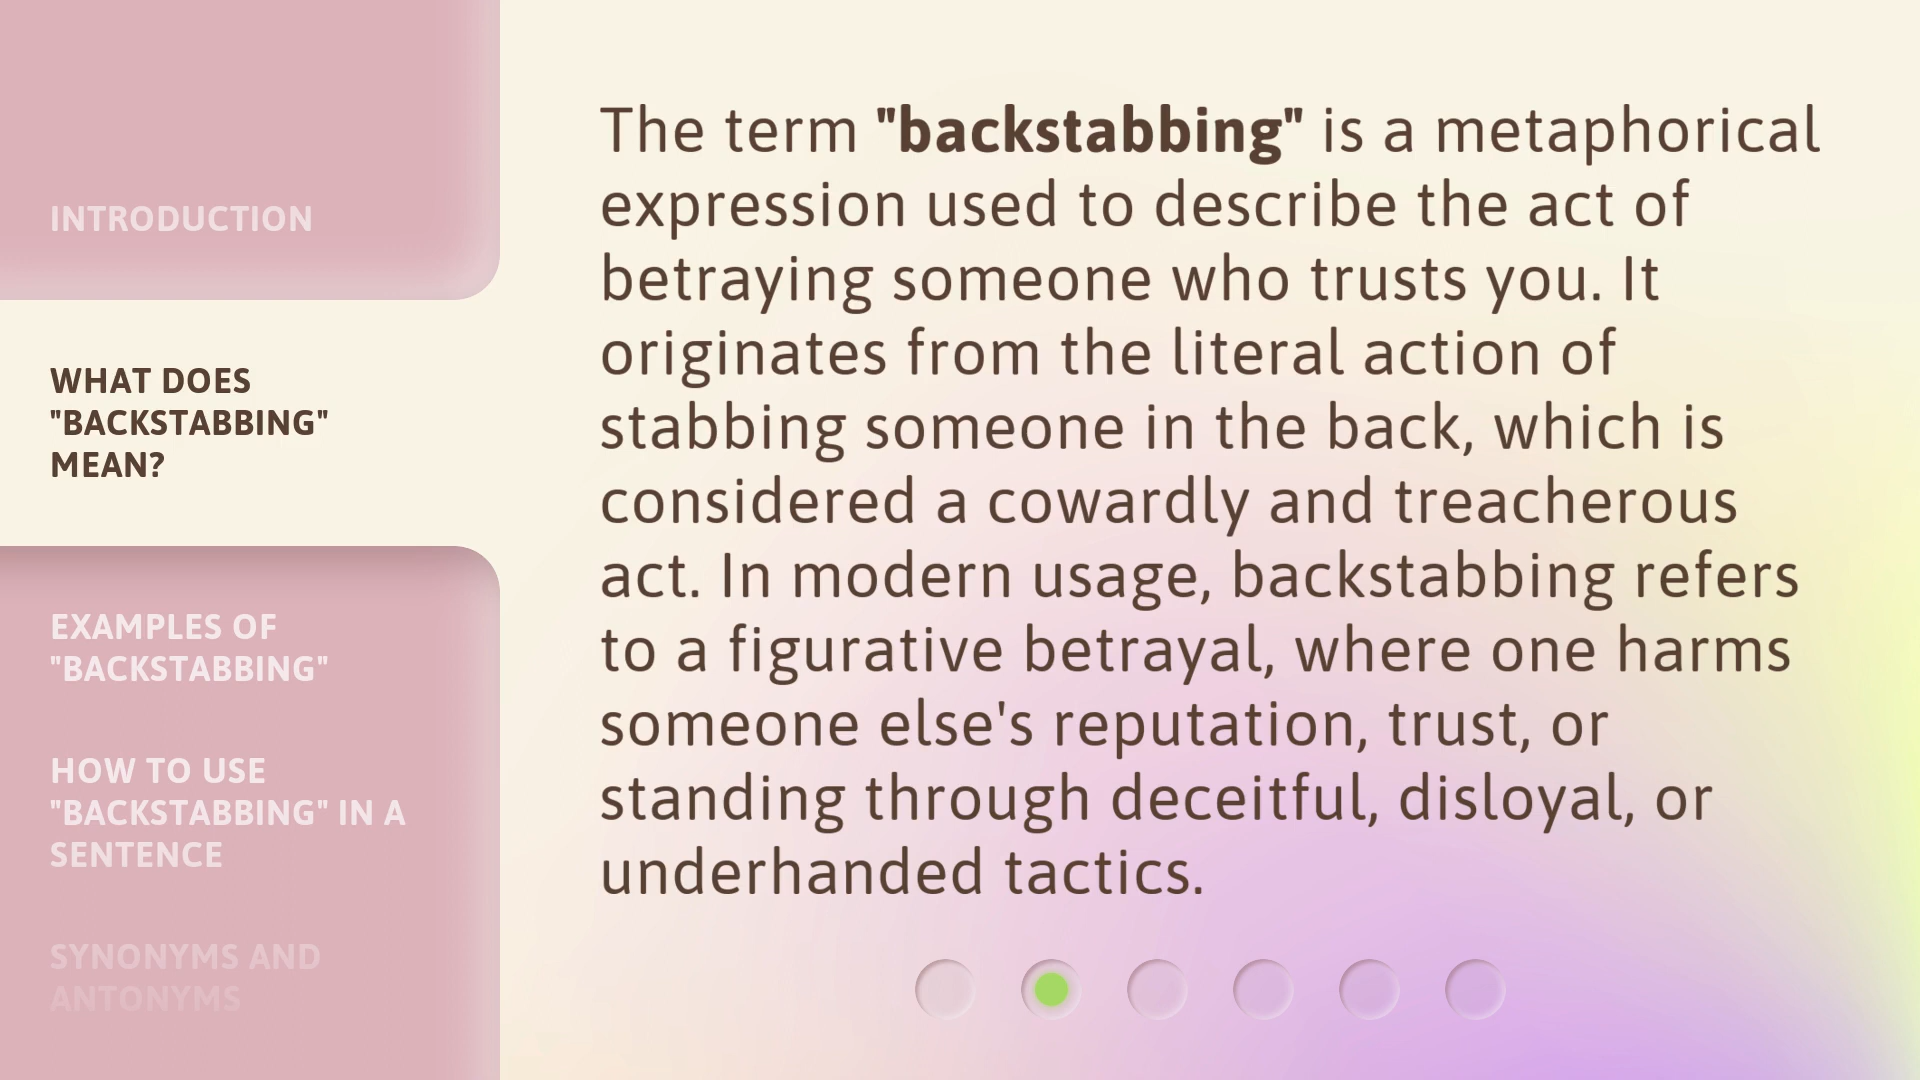 INTRODUCTION
WHAT DOES
"BACKSTABBING"
MEAN?
EXAMPLES OF
"BACKSTABBING"
HOW TO USE
"BACKSTABBING" IN A
SENTENCE
SYNONYMS AND
ANTONYMS
The term "backstabbing" is a metaphorical
expression used to describe the act of
betraying someone who trusts you. It
originates from the literal action of
stabbing someone in the back, which is
considered a cowardly and treacherous
act. In modern usage, backstabbing refers
to a figurative betrayal, where one harms
someone else's reputation, trust, or
standing through deceitful, disloyal, or
underhanded tactics.